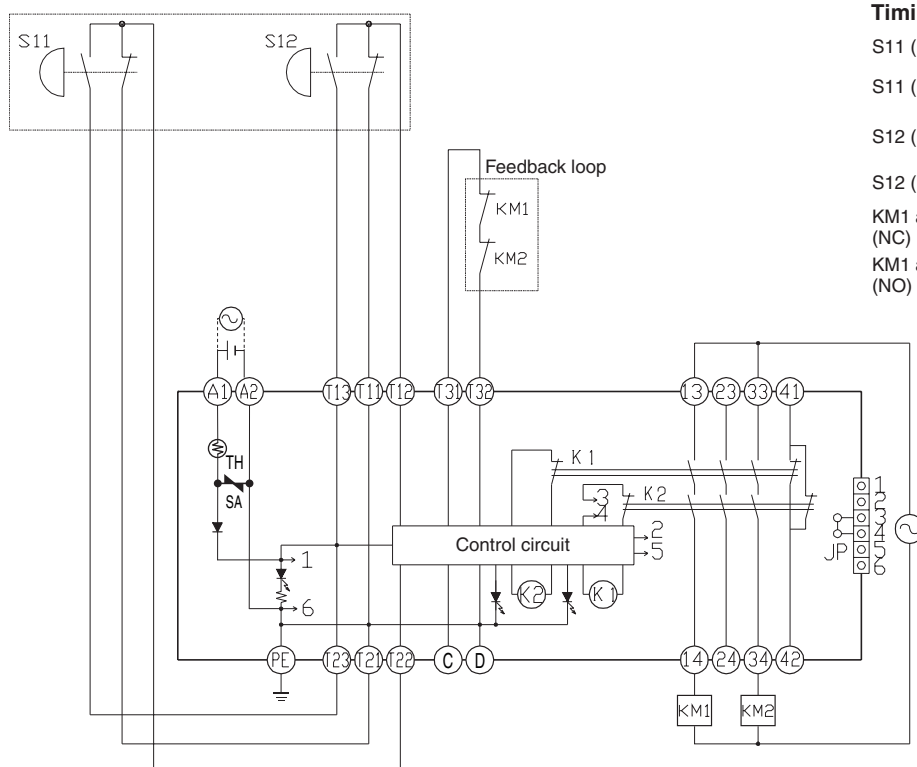 Timi
S11
S12
S11 (
S11 (
S12 (
S12 (
KM1 a
(NC)
KM1 a
(NO)
Feedback loop
KM1
KM2
A1 A2 T13 T11 T12 T31 T32 13 23 33 41
TH
SA
K1
K2
3
4
1
2
3
4
5
6
JP
Control circuit
2
5
1
6
K2 K1
PE T23 T21 T22 C D 14 24 34 42
KM1 KM2